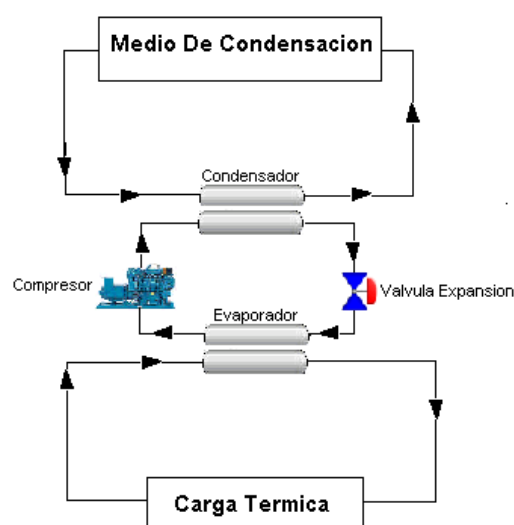 Medio De Condensacion
Condensador
Compresor
Valvula Expansion
Evaporador
Carga Termica